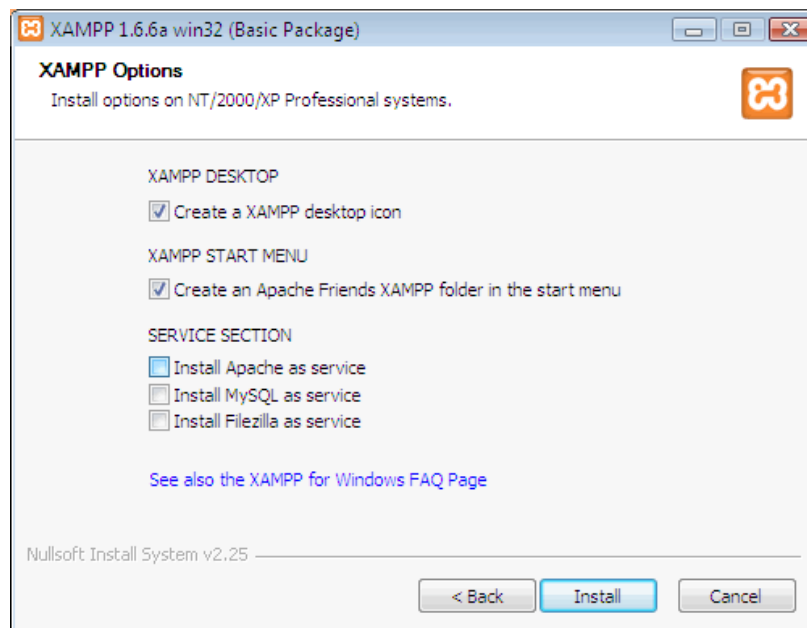 XAMPP 1.6.6a win32 (Basic Package)
XAMPP Options
Install options on NT/2000/XP Professional systems.
XAMPP DESKTOP
Create a XAMPP desktop icon
XAMPP START MENU
Create an Apache Friends XAMPP folder in the start menu
SERVICE SECTION
Install Apache as service
Install MySQL as service
Install Filezilla as service
See also the XAMPP for Windows FAQ Page
Nullsoft Install System v2.25
< Back
Install
Cancel